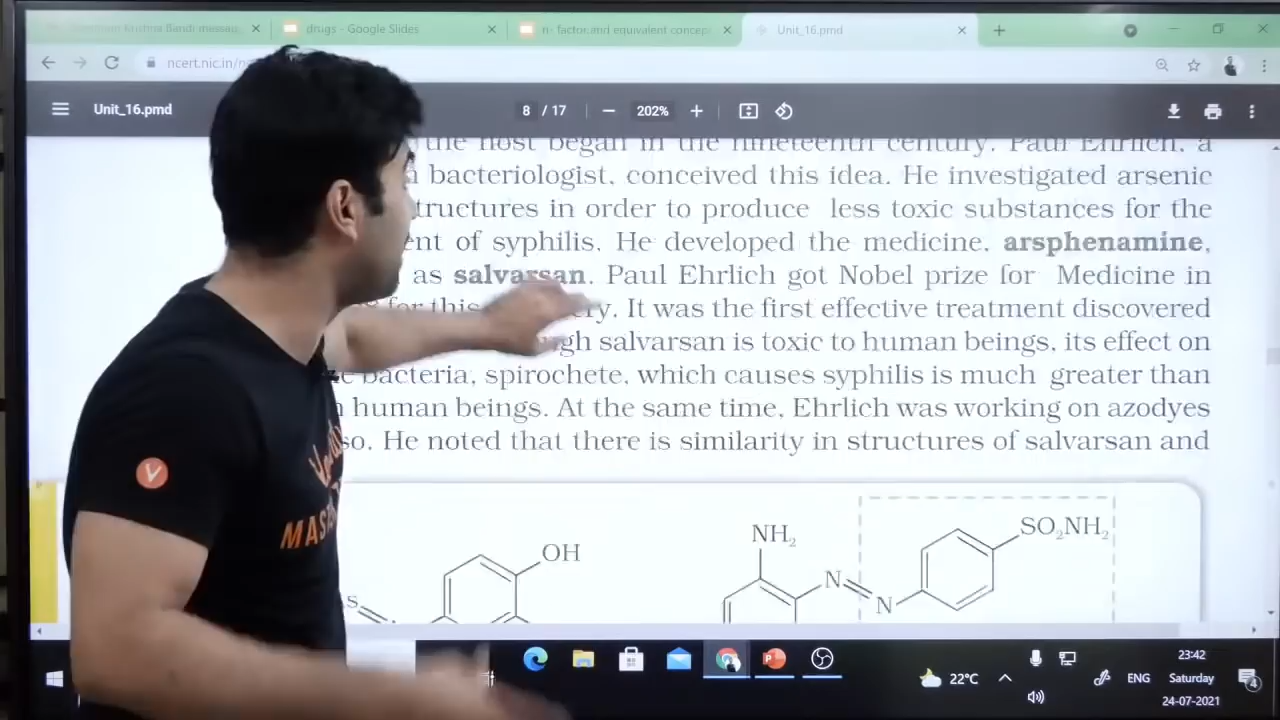 drugs - Google Slides
n- factor and equivalent concep
Unit_16.pmd
ncert.nic.in/
Unit_16.pmd
8 / 17
202%
the host began in the nineteenth century. Paul Ehrlich, a
bacteriologist, conceived this idea. He investigated arsenic
tructures in order to produce less toxic substances for the
ent of syphilis. He developed the medicine, arsphenamine,
as salvarsan. Paul Ehrlich got Nobel prize for Medicine in
for this ery. It was the first effective treatment discovered
gh salvarsan is toxic to human beings, its effect on
bacteria, spirochete, which causes syphilis is much greater than
human beings. At the same time, Ehrlich was working on azodyes
so. He noted that there is similarity in structures of salvarsan and
NH2
SO2NH2
OH
N
N
s
V
MAS
22°C
ENG
23:42
Saturday
24-07-2021
4